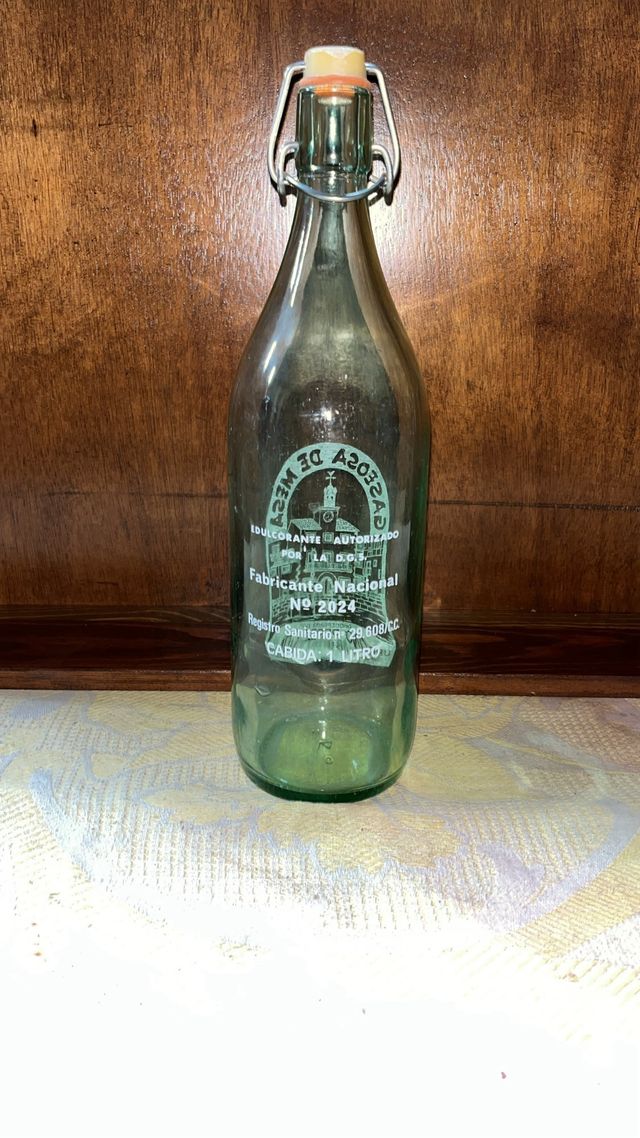 GASEOSA DE MESA
EDULCORANTE AUTORIZADO
POR LA D.G.S.
Fabricante Nacional
Nº 2024
Registro Sanitario nº 29.608/CC.
CABIDA: 1 LITRO